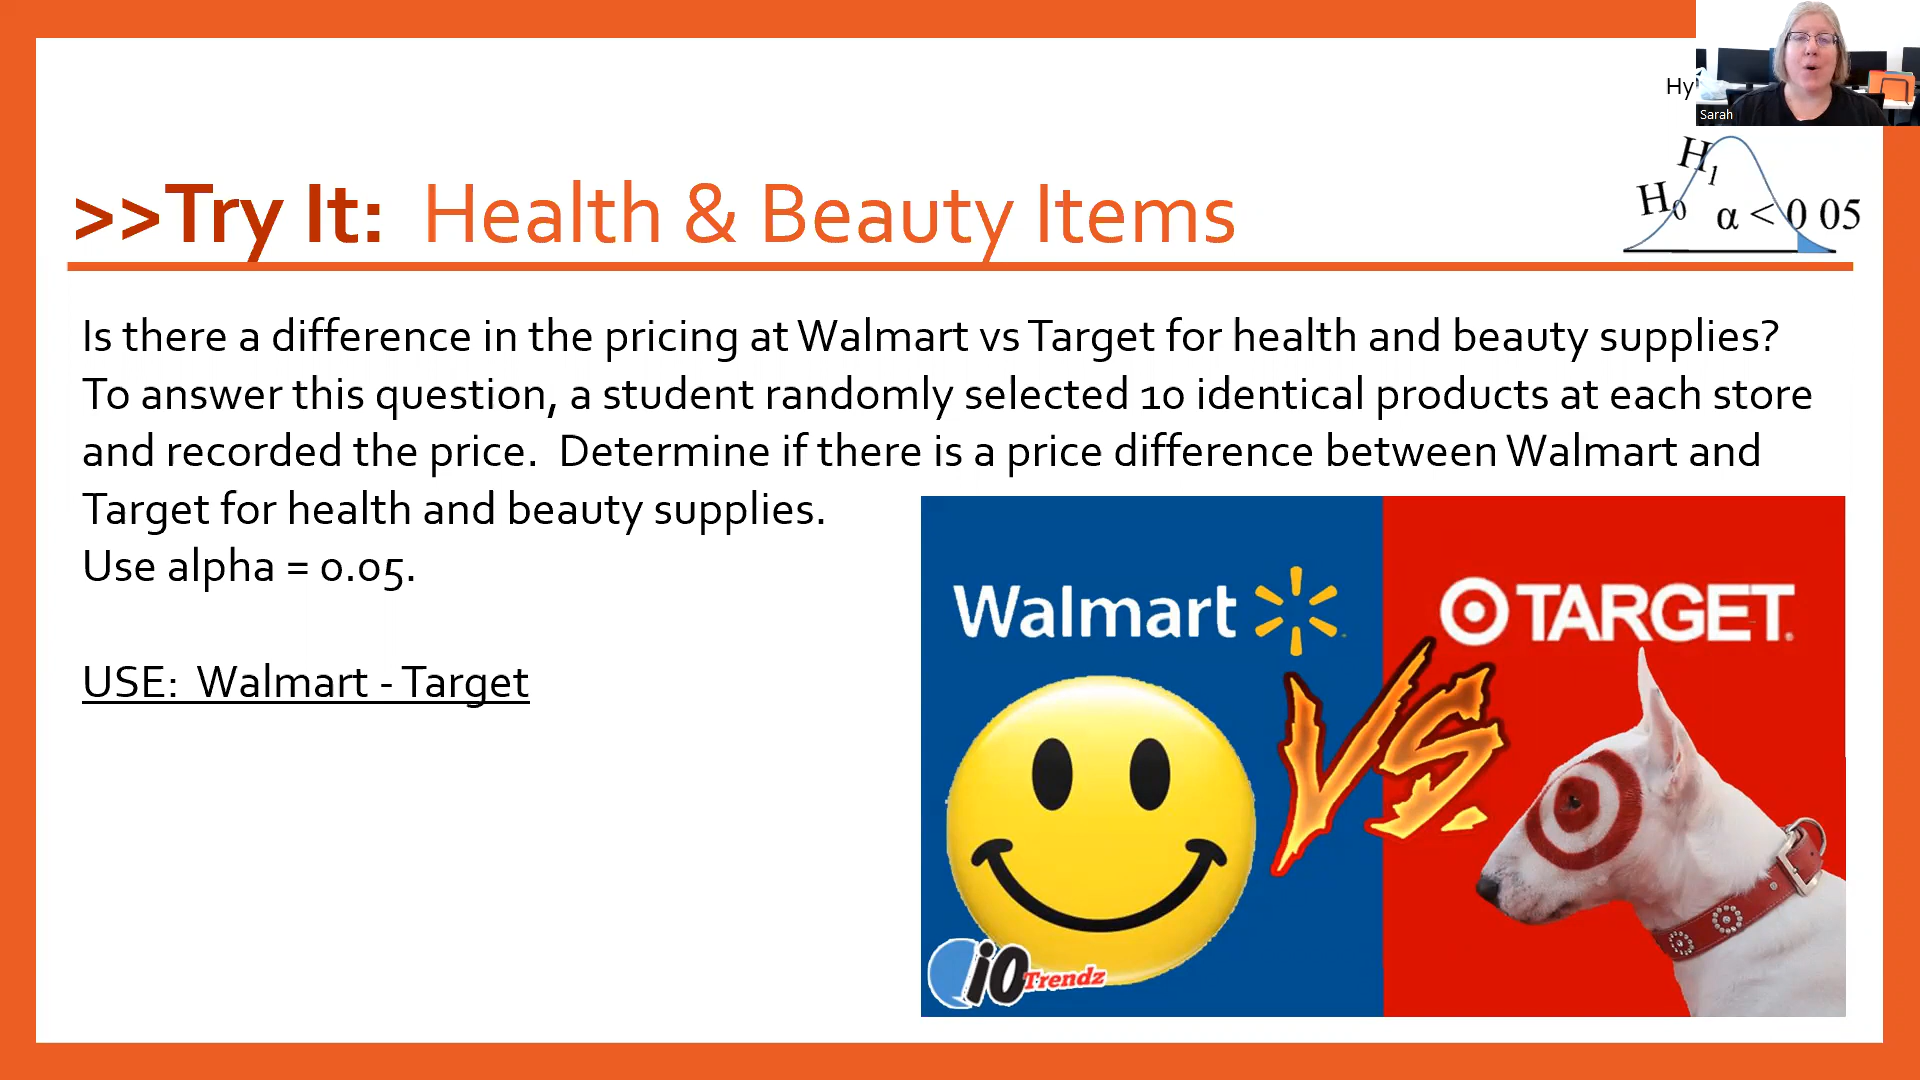 Hy
Sarah
H1
H0
α < 0 05
>>Try It: Health & Beauty Items
Is there a difference in the pricing at Walmart vs Target for health and beauty supplies?
To answer this question, a student randomly selected 10 identical products at each store
and recorded the price. Determine if there is a price difference between Walmart and
Target for health and beauty supplies.
Use alpha = 0.05.
USE: Walmart - Target
Walmart
TARGET
VS.
iO Trendz